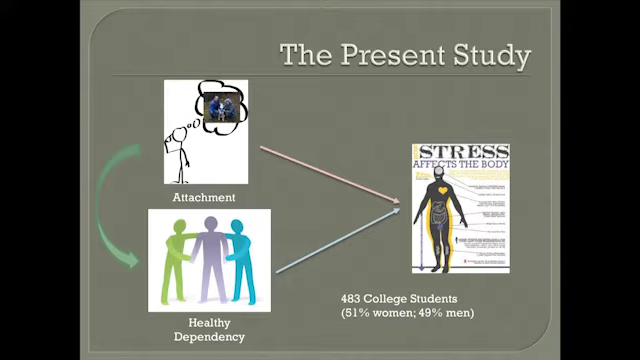 The Present Study
Attachment
STRESS
AFFECTS THE BODY
Healthy
Dependency
483 College Students
(51% women; 49% men)